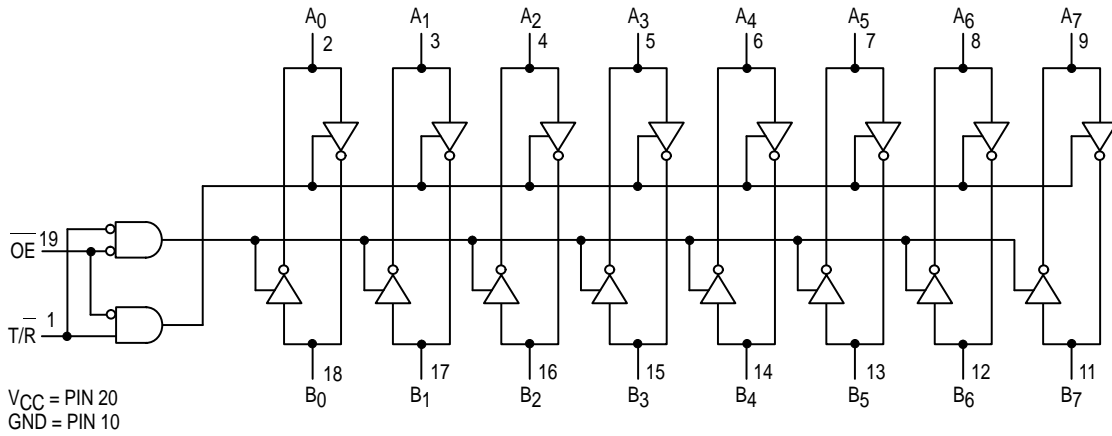 A0 A1 A2 A3 A4 A5 A6 A7
2 3 4 5 6 7 8 9
OE 19
T/R 1
18 17 16 15 14 13 12 11
B0 B1 B2 B3 B4 B5 B6 B7
VCC = PIN 20
GND = PIN 10